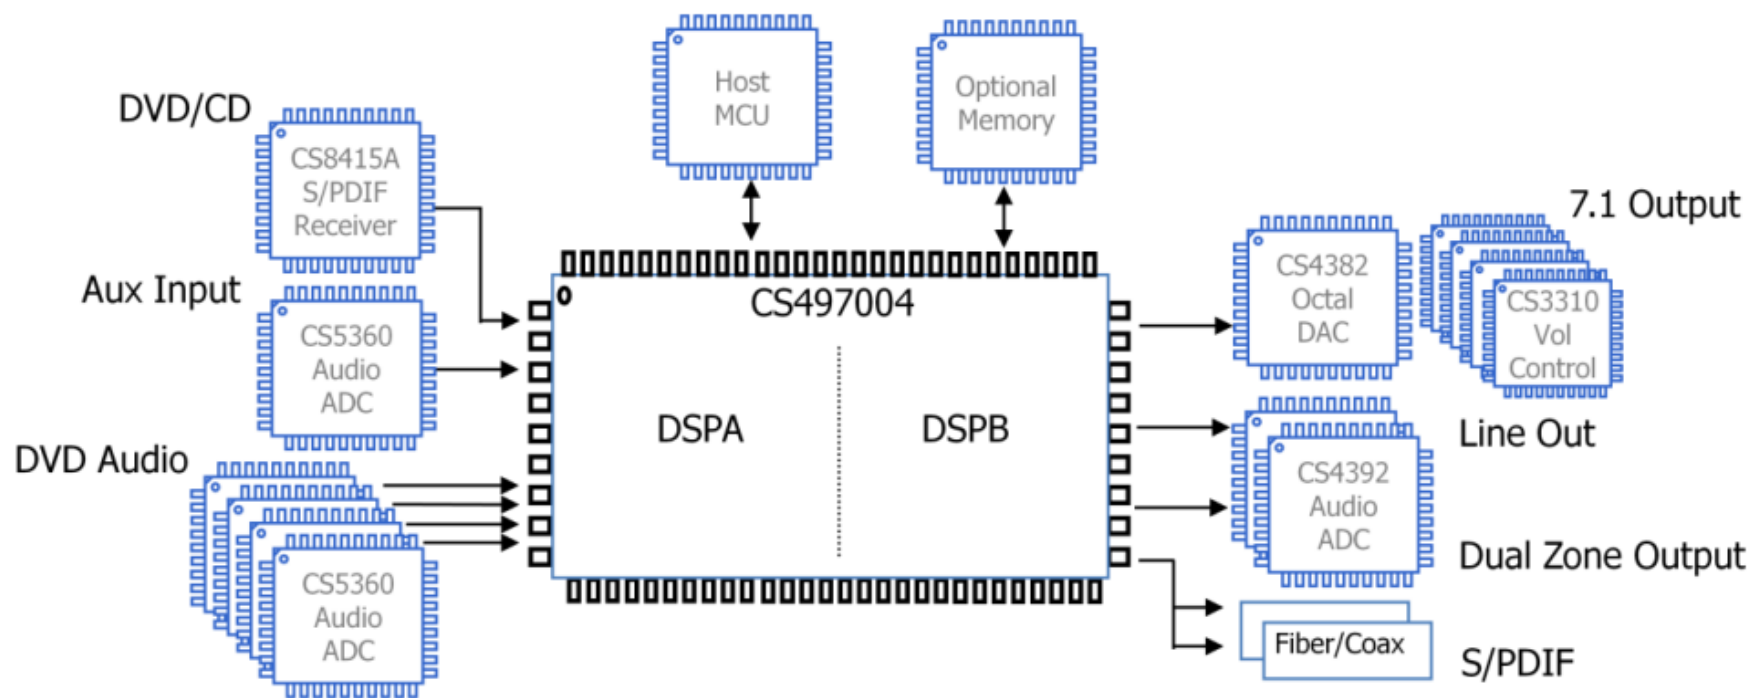 Host
MCU
Optional
Memory
DVD/CD
CS8415A
S/PDIF
Receiver
Aux Input
CS5360
Audio
ADC
DVD Audio
CS5360
Audio
ADC
CS497004
DSPA
DSPB
7.1 Output
CS4382
Octal
DAC
CS3310
Vol
Control
Line Out
CS4392
Audio
ADC
Dual Zone Output
Fiber/Coax
S/PDIF